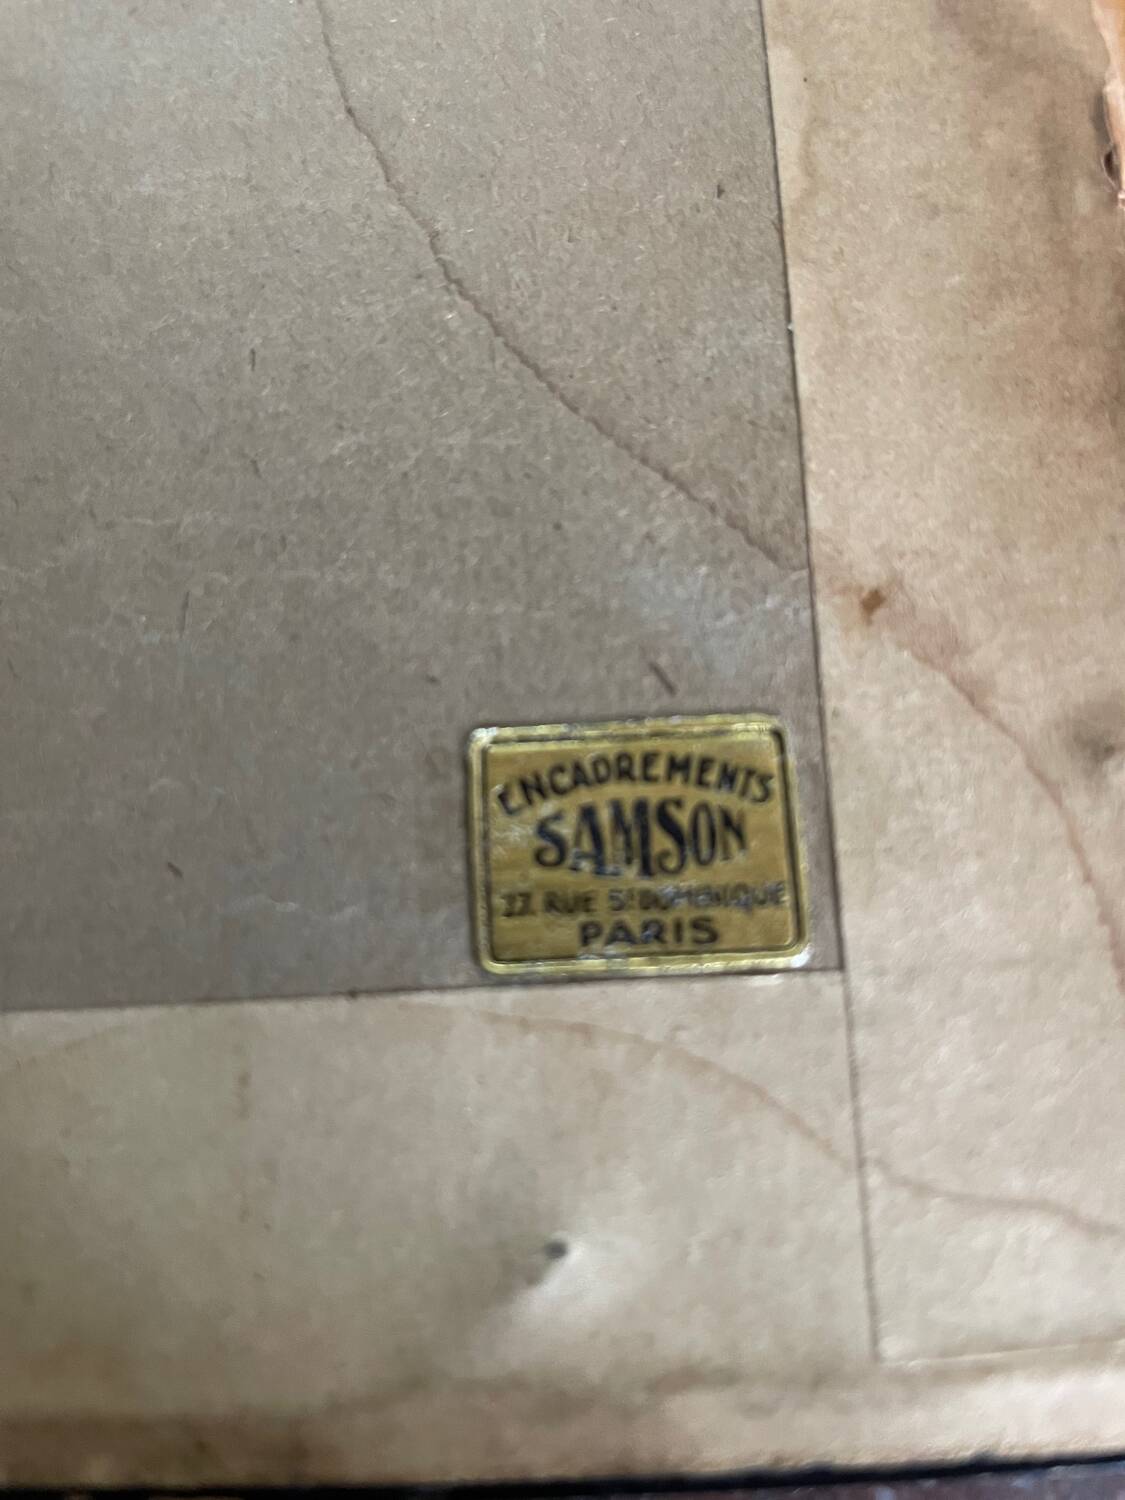 ENCADREMENTS
SAMSON
RUE ST DOMINIQUE
PARIS